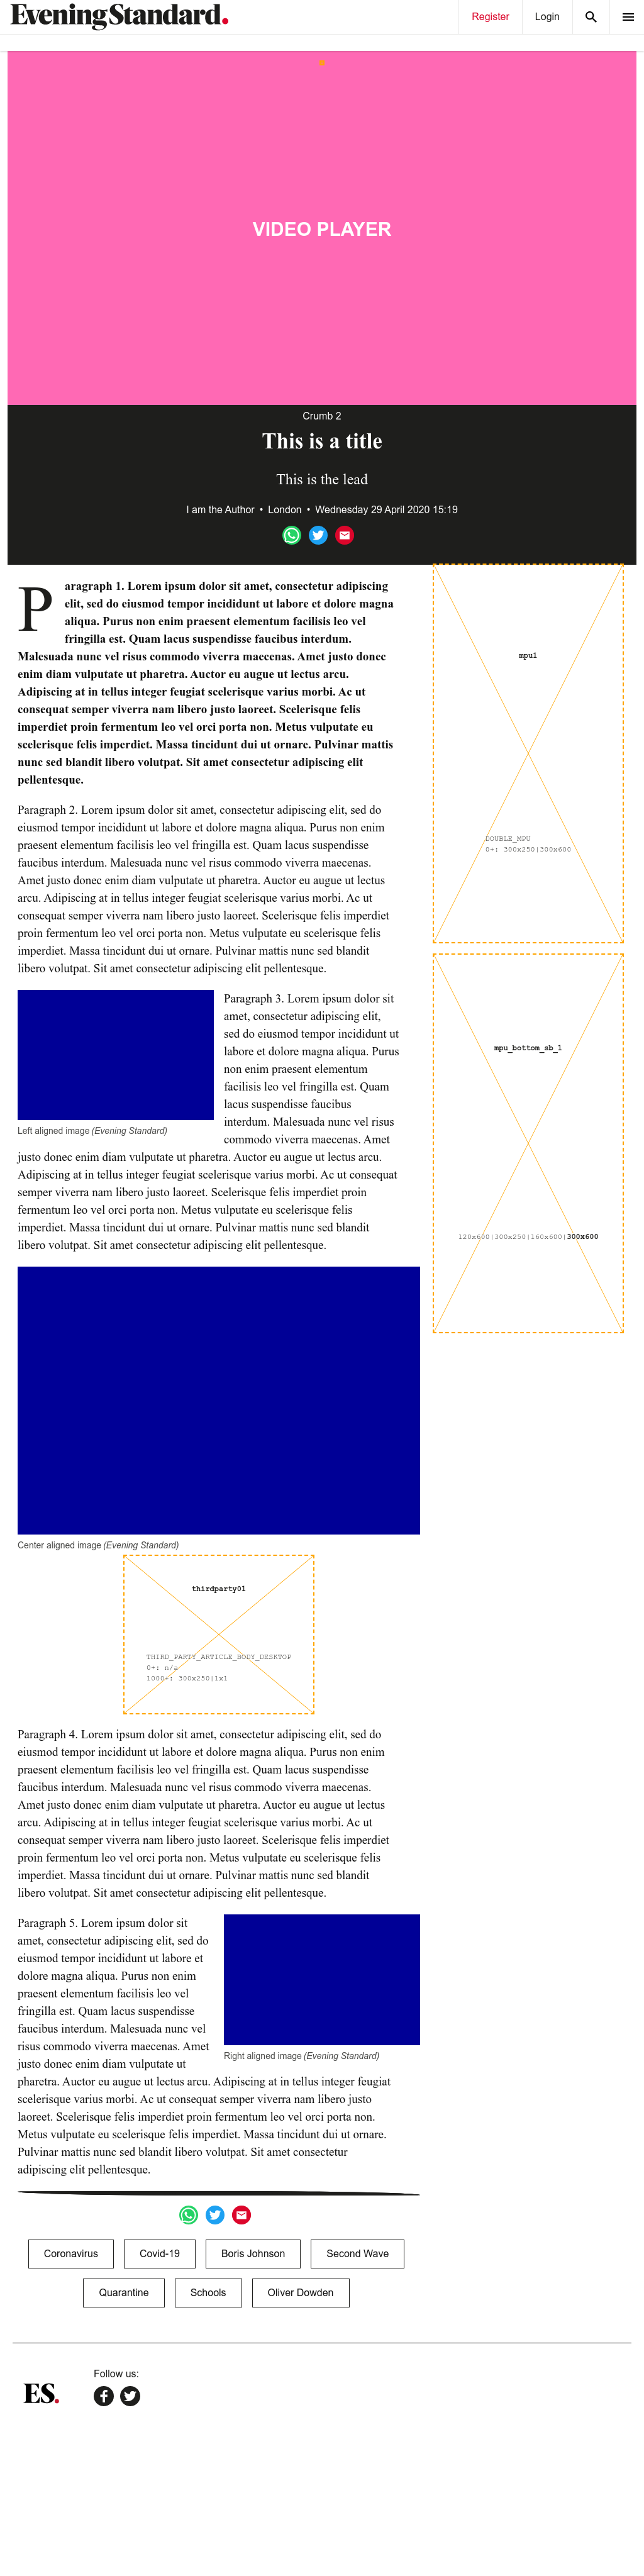 Evening Standard.
Register
Login
VIDEO PLAYER
Crumb 2
This is a title
This is the lead
I am the Author • London • Wednesday 29 April 2020 15:19
Paragraph 1. Lorem ipsum dolor sit amet, consectetur adipiscing
elit, sed do eiusmod tempor incididunt ut labore et dolore magna
aliqua. Purus non enim praesent elementum facilisis leo vel
fringilla est. Quam lacus suspendisse faucibus interdum.
Malesuada nunc vel risus commodo viverra maecenas. Amet justo donec
enim diam vulputate ut pharetra. Auctor eu augue ut lectus arcu.
Adipiscing at in tellus integer feugiat scelerisque varius morbi. Ac ut
consequat semper viverra nam libero justo laoreet. Scelerisque felis
imperdiet proin fermentum leo vel orci porta non. Metus vulputate eu
scelerisque felis imperdiet. Massa tincidunt dui ut ornare. Pulvinar mattis
nunc sed blandit libero volutpat. Sit amet consectetur adipiscing elit
pellentesque.
Paragraph 2. Lorem ipsum dolor sit amet, consectetur adipiscing elit, sed do
eiusmod tempor incididunt ut labore et dolore magna aliqua. Purus non enim
praesent elementum facilisis leo vel fringilla est. Quam lacus suspendisse
faucibus interdum. Malesuada nunc vel risus commodo viverra maecenas.
Amet justo donec enim diam vulputate ut pharetra. Auctor eu augue ut lectus
arcu. Adipiscing at in tellus integer feugiat scelerisque varius morbi. Ac ut
consequat semper viverra nam libero justo laoreet. Scelerisque felis imperdiet
proin fermentum leo vel orci porta non. Metus vulputate eu scelerisque felis
imperdiet. Massa tincidunt dui ut ornare. Pulvinar mattis nunc sed blandit
libero volutpat. Sit amet consectetur adipiscing elit pellentesque.
Paragraph 3. Lorem ipsum dolor sit
amet, consectetur adipiscing elit,
sed do eiusmod tempor incididunt ut
labore et dolore magna aliqua. Purus
non enim praesent elementum
facilisis leo vel fringilla est. Quam
lacus suspendisse faucibus
interdum. Malesuada nunc vel risus
commodo viverra maecenas. Amet
Left aligned image (Evening Standard)
justo donec enim diam vulputate ut pharetra. Auctor eu augue ut lectus arcu.
Adipiscing at in tellus integer feugiat scelerisque varius morbi. Ac ut consequat
semper viverra nam libero justo laoreet. Scelerisque felis imperdiet proin
fermentum leo vel orci porta non. Metus vulputate eu scelerisque felis
imperdiet. Massa tincidunt dui ut ornare. Pulvinar mattis nunc sed blandit
libero volutpat. Sit amet consectetur adipiscing elit pellentesque.
Center aligned image (Evening Standard)
thirdparty01
THIRD_PARTY_ARTICLE_BODY_DESKTOP
0+: n/a
1000+: 300x250|1x1
Paragraph 4. Lorem ipsum dolor sit amet, consectetur adipiscing elit, sed do
eiusmod tempor incididunt ut labore et dolore magna aliqua. Purus non enim
praesent elementum facilisis leo vel fringilla est. Quam lacus suspendisse
faucibus interdum. Malesuada nunc vel risus commodo viverra maecenas.
Amet justo donec enim diam vulputate ut pharetra. Auctor eu augue ut lectus
arcu. Adipiscing at in tellus integer feugiat scelerisque varius morbi. Ac ut
consequat semper viverra nam libero justo laoreet. Scelerisque felis imperdiet
proin fermentum leo vel orci porta non. Metus vulputate eu scelerisque felis
imperdiet. Massa tincidunt dui ut ornare. Pulvinar mattis nunc sed blandit
libero volutpat. Sit amet consectetur adipiscing elit pellentesque.
Paragraph 5. Lorem ipsum dolor sit
amet, consectetur adipiscing elit, sed do
eiusmod tempor incididunt ut labore et
dolore magna aliqua. Purus non enim
praesent elementum facilisis leo vel
fringilla est. Quam lacus suspendisse
faucibus interdum. Malesuada nunc vel
risus commodo viverra maecenas. Amet
justo donec enim diam vulputate ut
Right aligned image (Evening Standard)
pharetra. Auctor eu augue ut lectus arcu. Adipiscing at in tellus integer feugiat
scelerisque varius morbi. Ac ut consequat semper viverra nam libero justo
laoreet. Scelerisque felis imperdiet proin fermentum leo vel orci porta non.
Metus vulputate eu scelerisque felis imperdiet. Massa tincidunt dui ut ornare.
Pulvinar mattis nunc sed blandit libero volutpat. Sit amet consectetur
adipiscing elit pellentesque.
mpu1
DOUBLE_MPU
0+: 300x250|300x600
mpu_bottom_sb_1
120x600|300x250|160x600|300x600
Coronavirus
Covid-19
Boris Johnson
Second Wave
Quarantine
Schools
Oliver Dowden
ES.
Follow us: